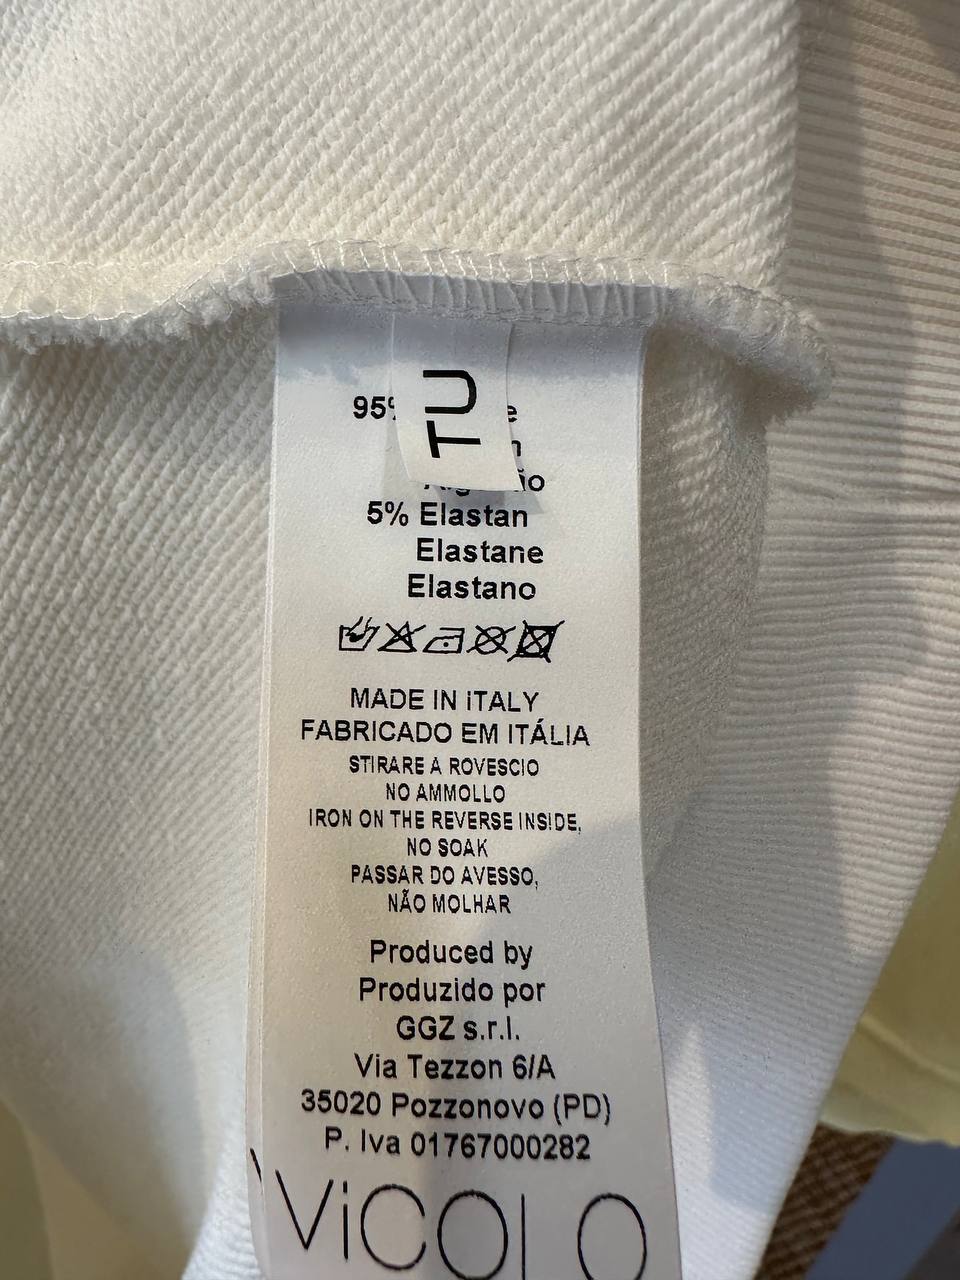 TU
95%
5% Elastan
Elastane
Elastano
MADE IN iTALY
FABRICADO EM ITÁLIA
STIRARE A ROVESCIO
NO AMMOLLO
IRON ON THE REVERSE INSIDE,
NO SOAK
PASSAR DO AVESSO,
NÃO MOLHAR
Produced by
Produzido por
GGZ s.r.l.
Via Tezzon 6/A
35020 Pozzonovo (PD)
P. Iva 01767000282
ViCOLO